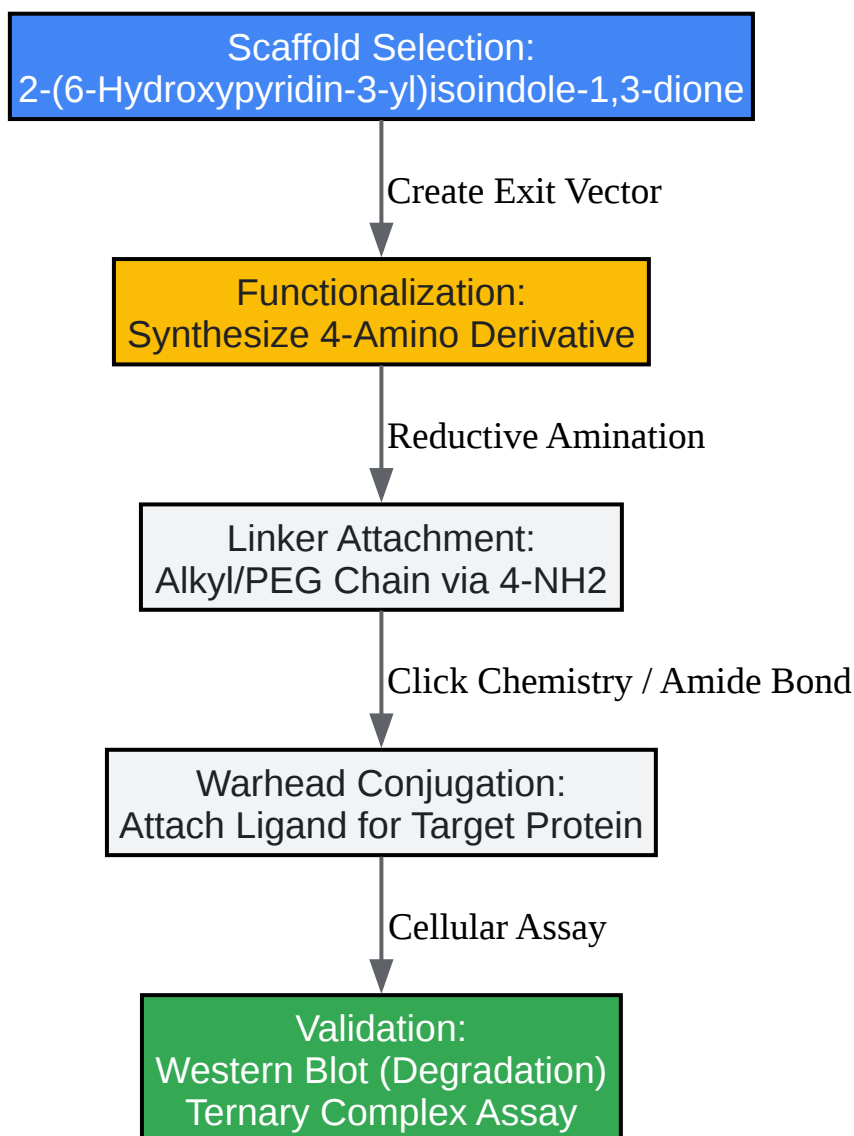 Scaffold Selection:
2-(6-Hydroxypyridin-3-yl)isoindole-1,3-dione
Create Exit Vector
Functionalization:
Synthesize 4-Amino Derivative
Reductive Amination
Linker Attachment:
Alkyl/PEG Chain via 4-NH2
Click Chemistry / Amide Bond
Warhead Conjugation:
Attach Ligand for Target Protein
Cellular Assay
Validation:
Western Blot (Degradation)
Ternary Complex Assay